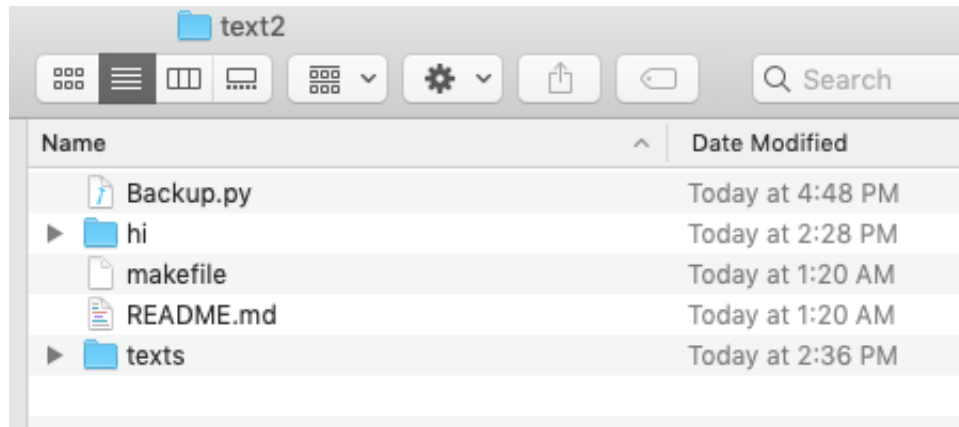 text2
Search
Name Date Modified
Backup.py Today at 4:48 PM
hi Today at 2:28 PM
makefile Today at 1:20 AM
README.md Today at 1:20 AM
texts Today at 2:36 PM